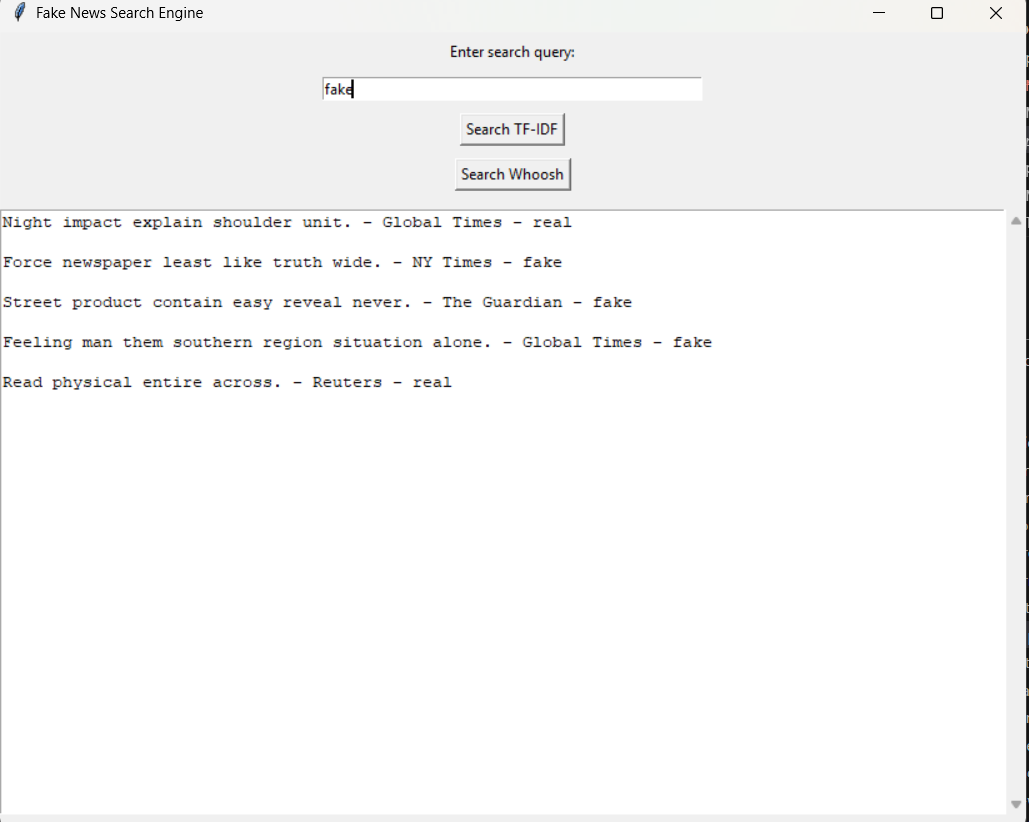 Fake News Search Engine
Enter search query:
fake
Search TF-IDF
Search Whoosh
Night impact explain shoulder unit. - Global Times - real
Force newspaper least like truth wide. - NY Times - fake
Street product contain easy reveal never. - The Guardian - fake
Feeling man them southern region situation alone. - Global Times - fake
Read physical entire across. - Reuters - real